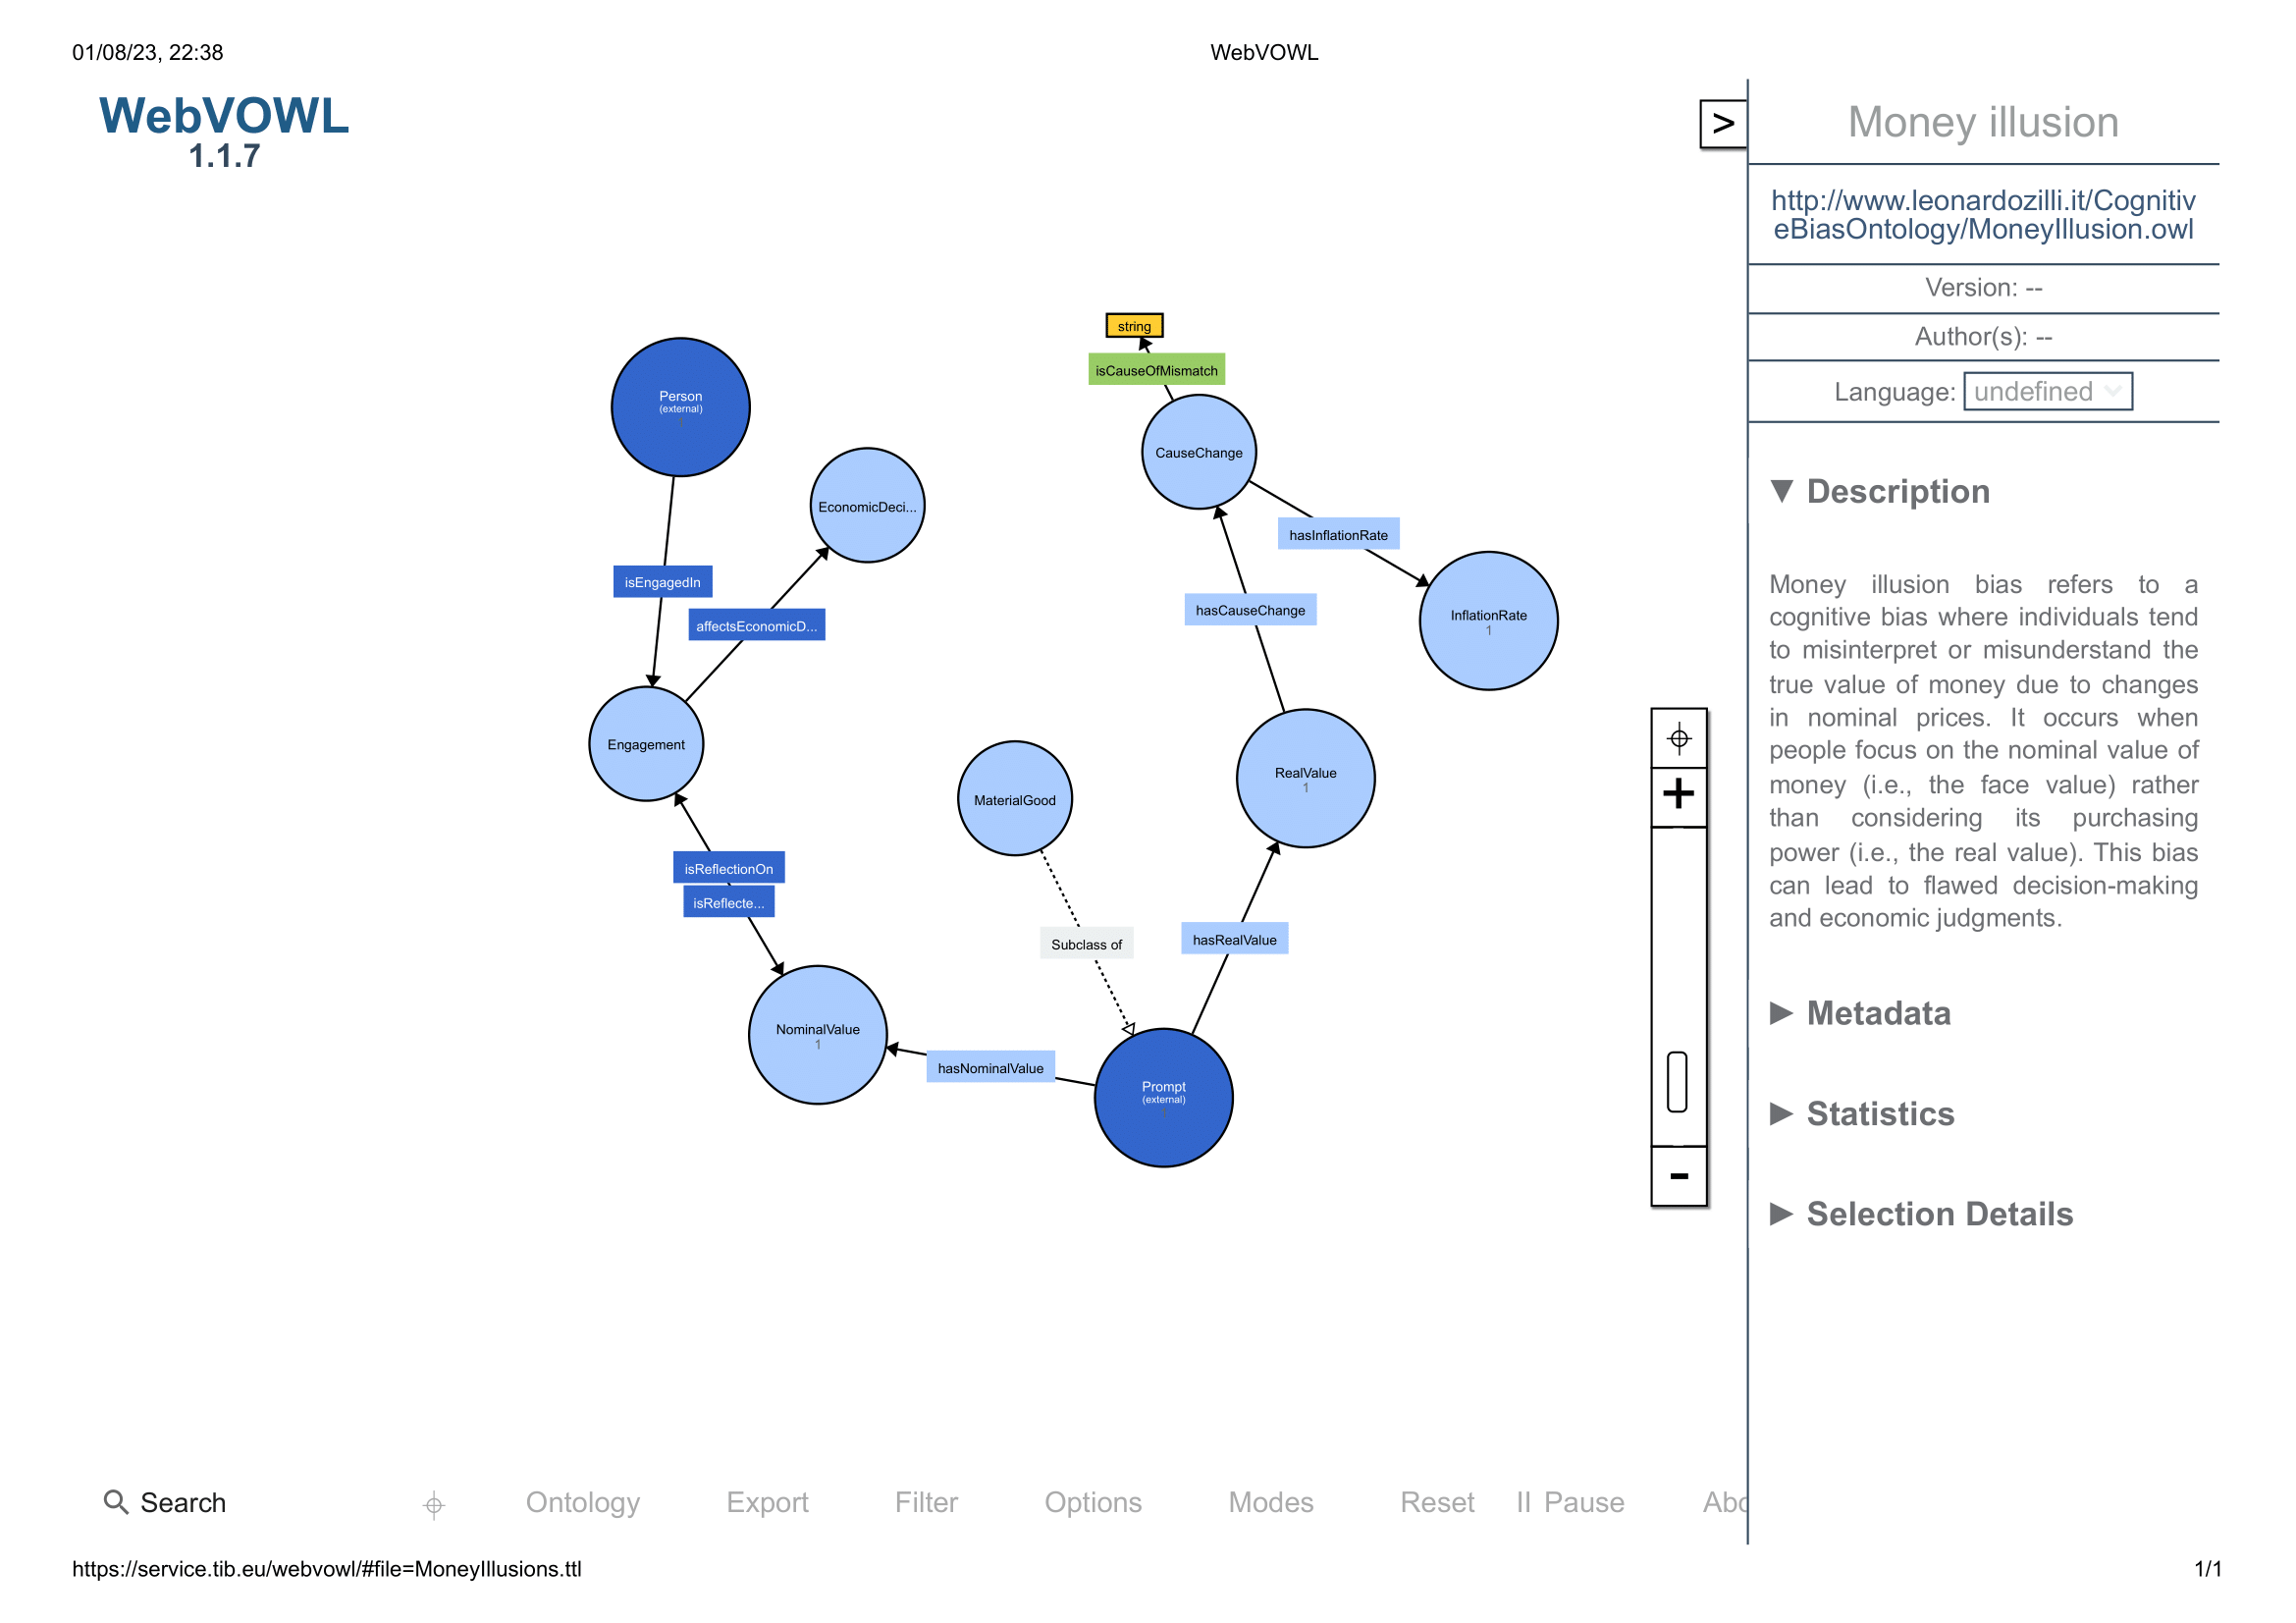 01/08/23, 22:38
WebVOWL
WebVOWL
1.1.7
>
Money illusion
http://www.leonardozilli.it/Cognitiv
eBiasOntology/MoneyIllusion.owl
Version: --
Author(s): --
Language: undefined
▼ Description
Money illusion bias refers to a
cognitive bias where individuals tend
to misinterpret or misunderstand the
true value of money due to changes
in nominal prices. It occurs when
people focus on the nominal value of
money (i.e., the face value) rather
than considering its purchasing
power (i.e., the real value). This bias
can lead to flawed decision-making
and economic judgments.
► Metadata
► Statistics
► Selection Details
string
isCauseOfMismatch
CauseChange
Person
(external)
1
EconomicDeci...
hasInflationRate
InflationRate
1
isEngagedIn
affectsEconomicD...
hasCauseChange
Engagement
MaterialGood
RealValue
1
isReflectionOn
isReflecte...
Subclass of
hasRealValue
NominalValue
1
hasNominalValue
Prompt
(external)
1
+
-
Search
Ontology
Export
Filter
Options
Modes
Reset
II Pause
Abo
https://service.tib.eu/webvowl/#file=MoneyIllusions.ttl
1/1